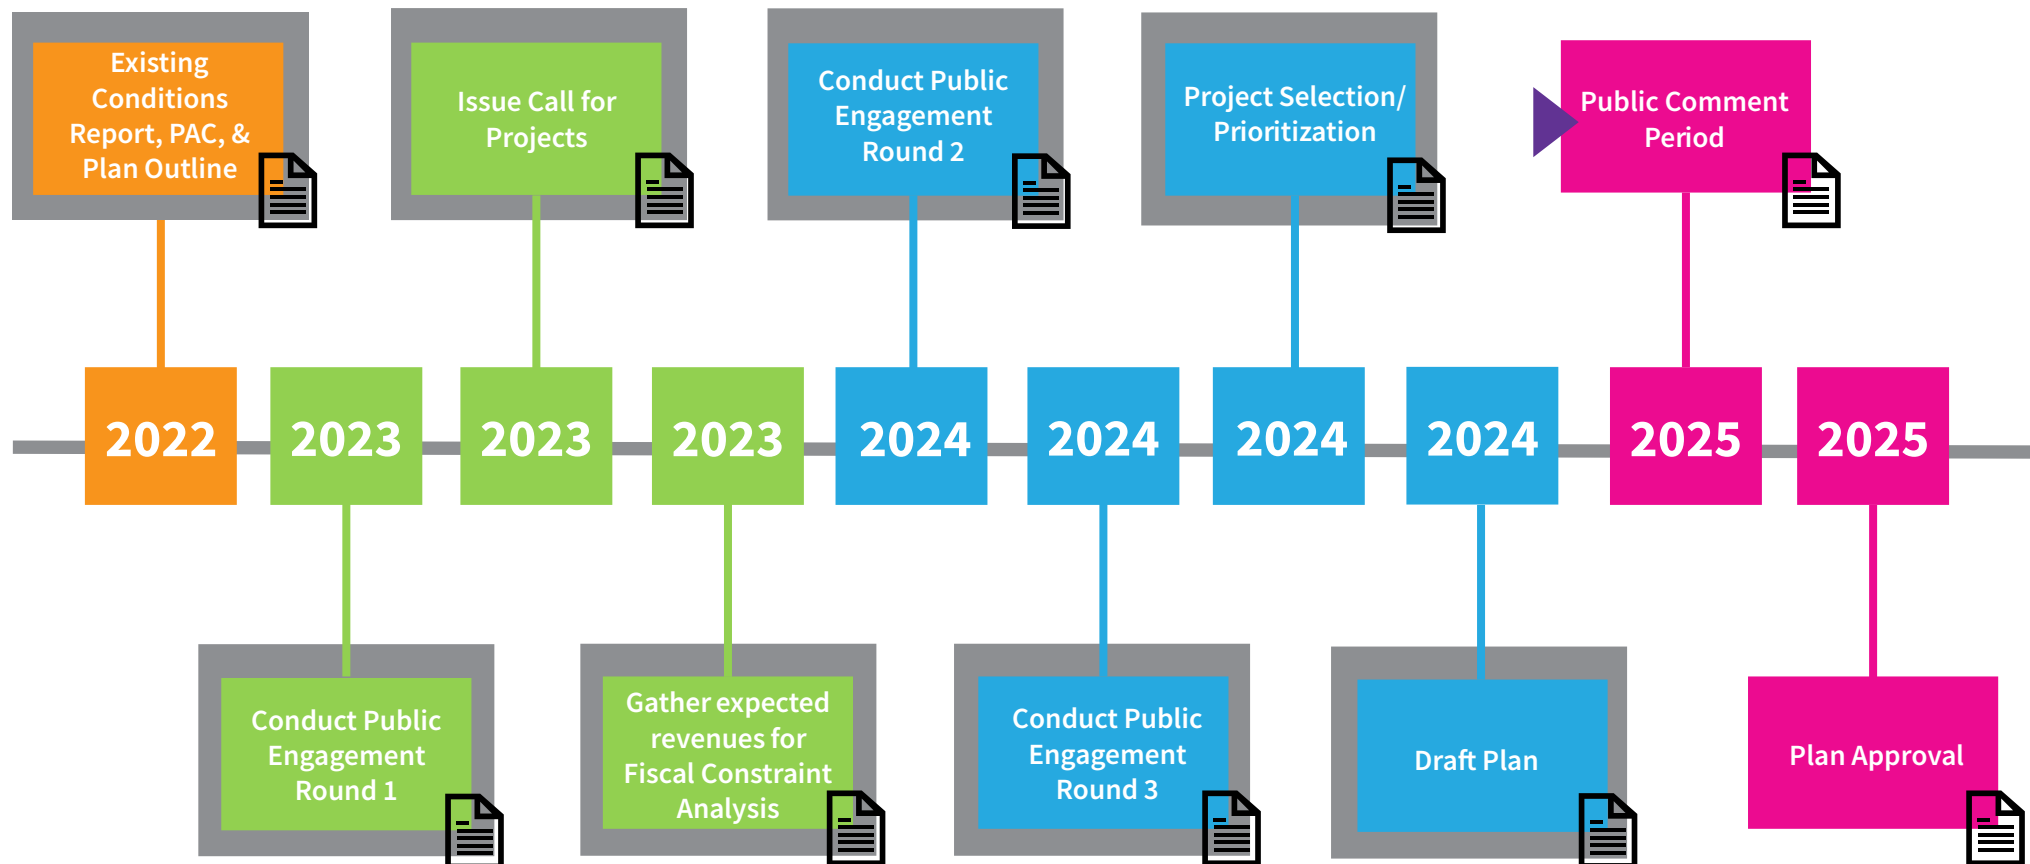 Existing
Conditions
Report, PAC, &
Plan Outline
Issue Call for
Projects
Conduct Public
Engagement
Round 2
Project Selection/
Prioritization
Public Comment
Period
2022
2023
2023
2023
2024
2024
2024
2024
2025
2025
Conduct Public
Engagement
Round 1
Gather expected
revenues for
Fiscal Constraint
Analysis
Conduct Public
Engagement
Round 3
Draft Plan
Plan Approval